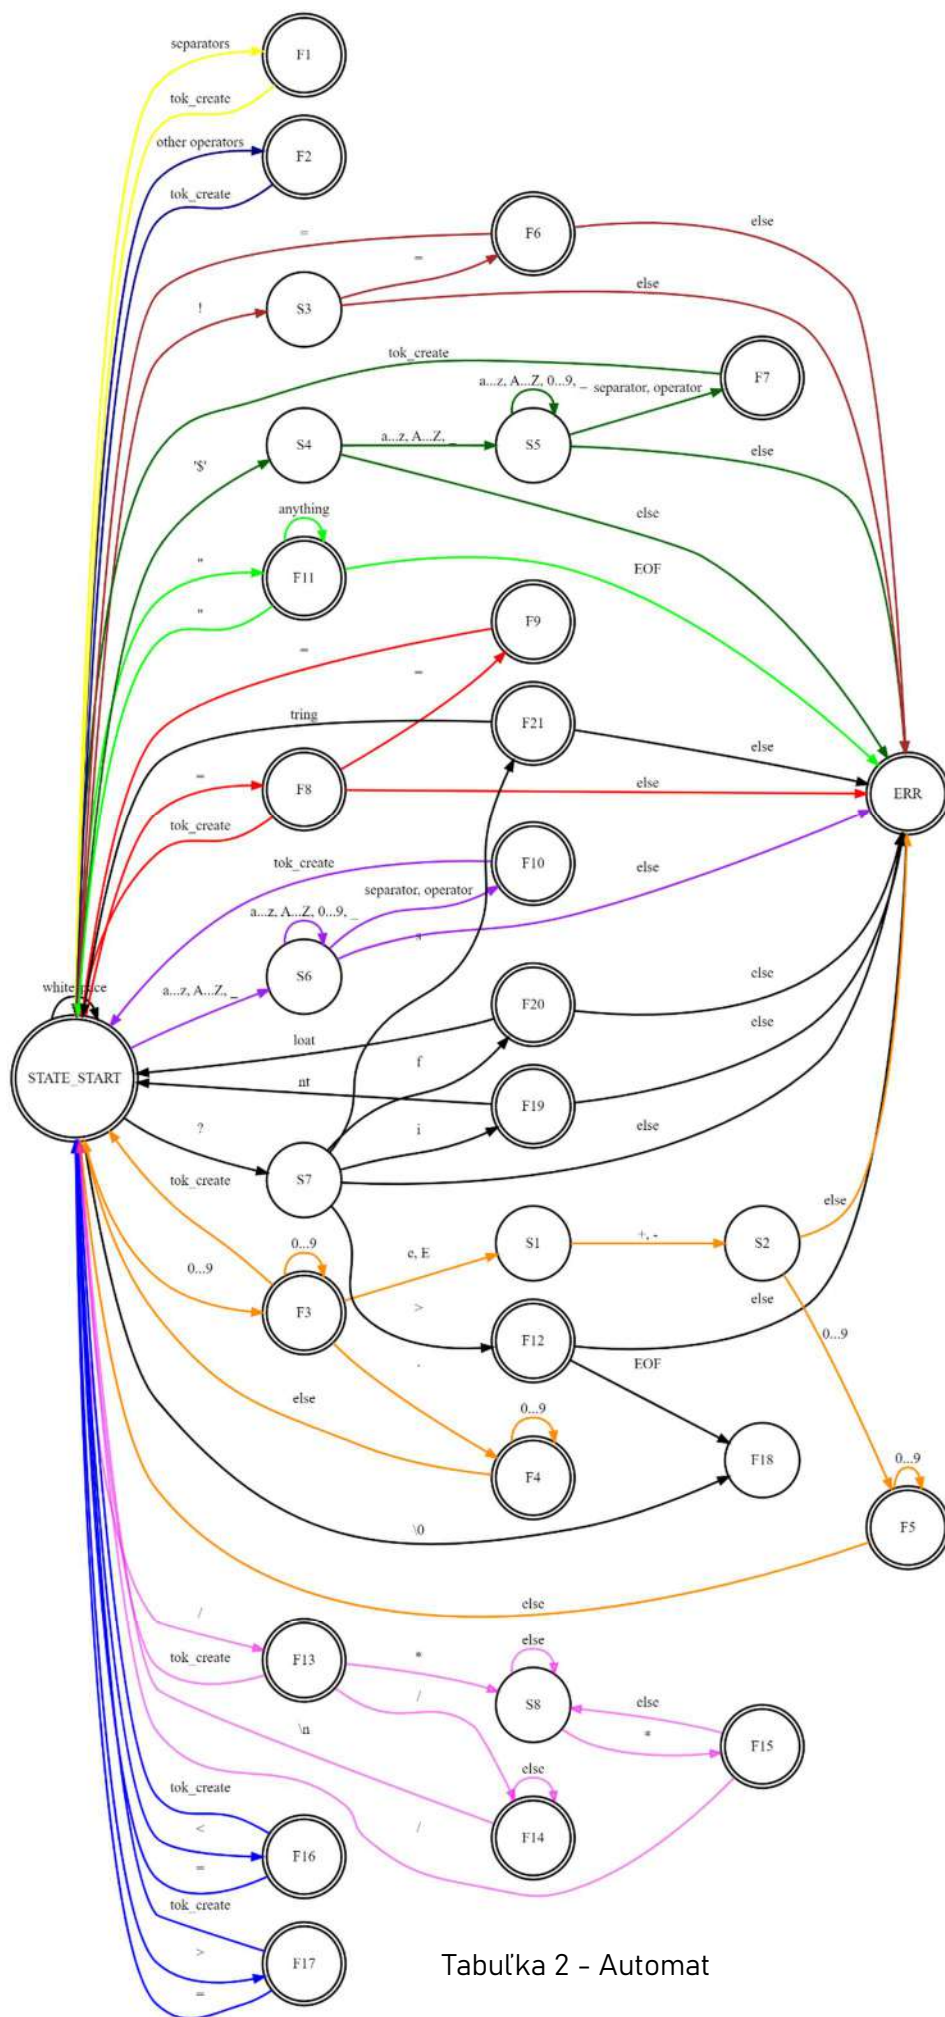 separators
F1
tok_create
other operators
F2
tok_create
=
F6
else
!
S3
=
else
tok_create
F7
a...z, A...Z, 0...9, _
separator, operator
'$'
S4
a...z, A...Z, _
S5
else
anything
else
"
F11
EOF
"
F9
=
=
tring
F21
else
=
F8
else
ERR
tok_create
tok_create
F10
else
separator, operator
a...z, A...Z, 0...9, _
s
S6
a...z, A...Z, _
F20
else
loat
else
f
nt
F19
STATE_START
?
i
else
S7
tok_create
0...9
e, E
S1
+, -
S2
else
0...9
F3
>
F12
else
0...9
.
EOF
else
0...9
F4
F18
0...9
F5
\0
else
/
F13
*
else
tok_create
/
S8
else
\n
*
F15
else
tok_create
F14
/
<
F16
=
tok_create
>
F17
=
Tabuľka 2 - Automat